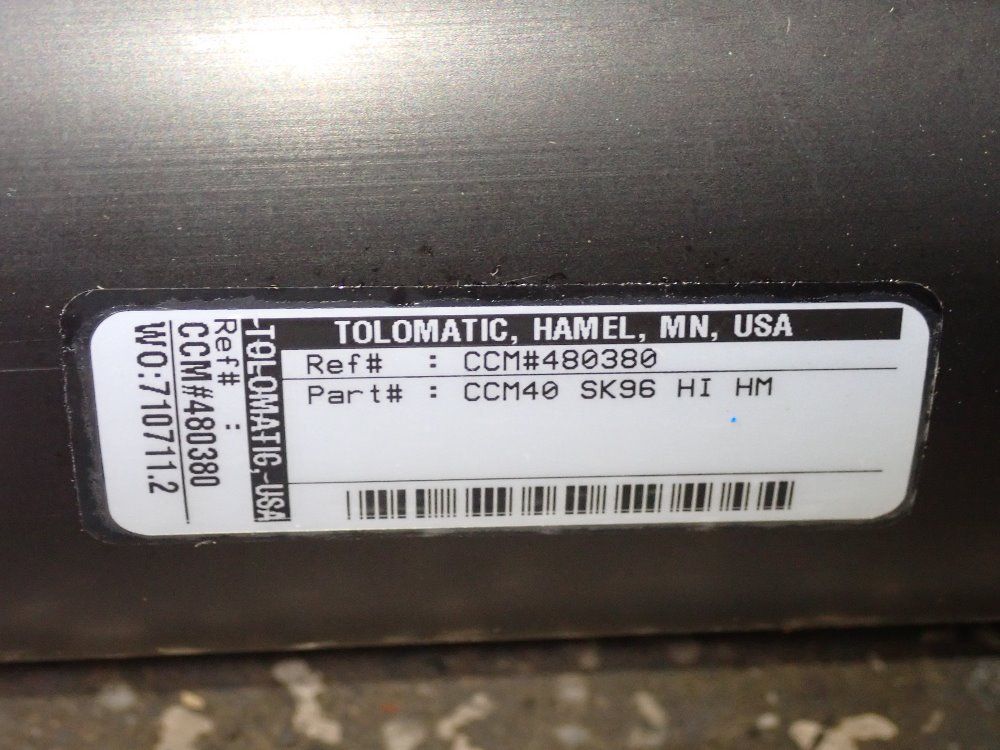 TOLOMATIC, HAMEL, MN, USA
Ref# : CCM#480380
Part# : CCM40 SK96 HI HM
TOLOMATIC, USA
Ref# :
CCM#480380
WO:710711.2